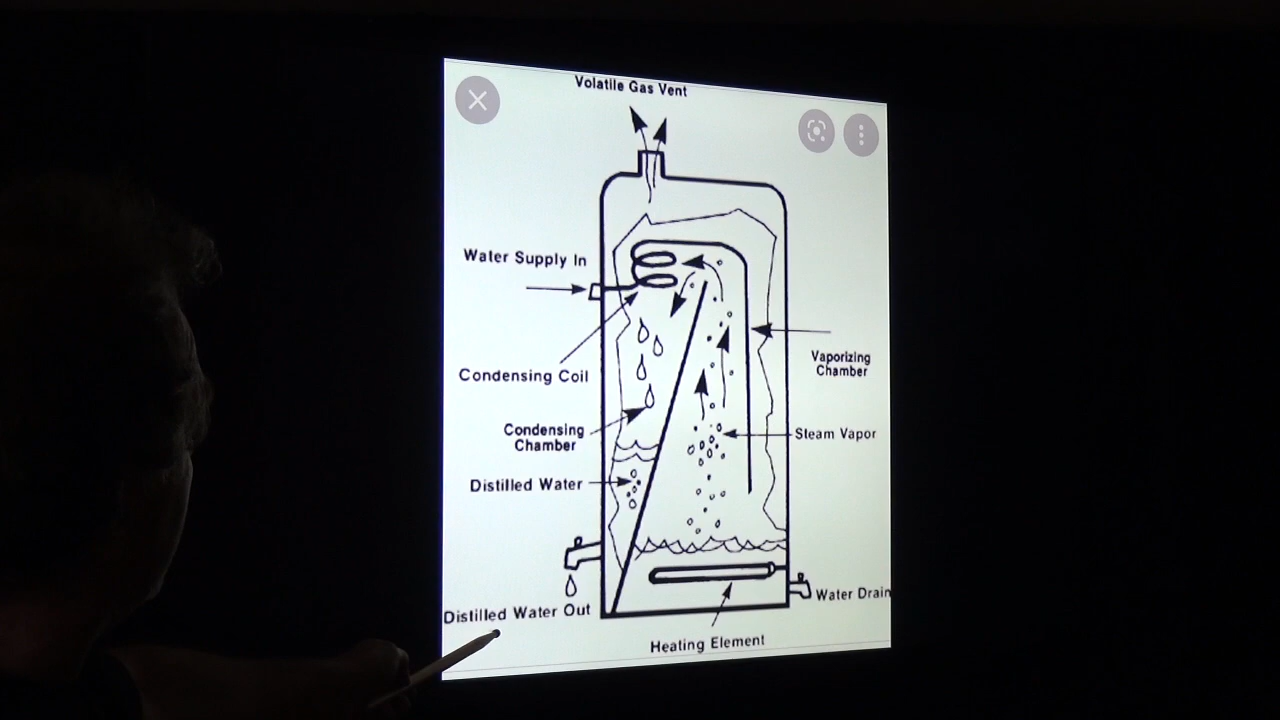 Volatile Gas Vent
Water Supply In
Vaporizing
Chamber
Condensing Coil
Condensing
Chamber
Steam Vapor
Distilled Water
Water Drain
Distilled Water Out
Heating Element